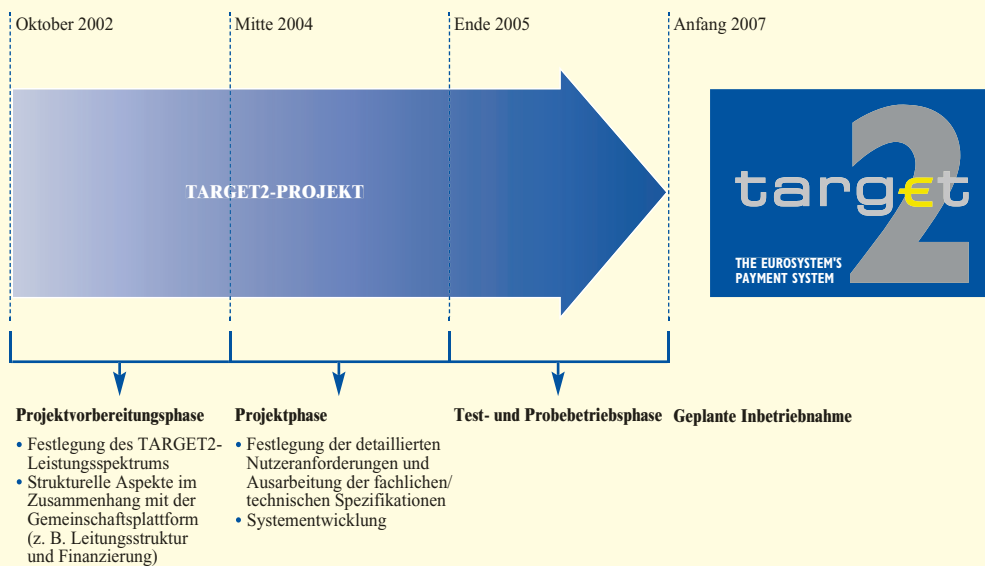 Oktober 2002
Mitte 2004
Ende 2005
Anfang 2007
TARGET2-PROJEKT
2
targ€t
THE EUROSYSTEM'S
PAYMENT SYSTEM
Projektvorbereitungsphase
• Festlegung des TARGET2-
Leistungsspektrums
• Strukturelle Aspekte im
Zusammenhang mit der
Gemeinschaftsplattform
(z. B. Leitungsstruktur
und Finanzierung)
Projektphase
• Festlegung der detaillierten
Nutzeranforderungen und
Ausarbeitung der fachlichen/
technischen Spezifikationen
• Systementwicklung
Test- und Probebetriebsphase
Geplante Inbetriebnahme